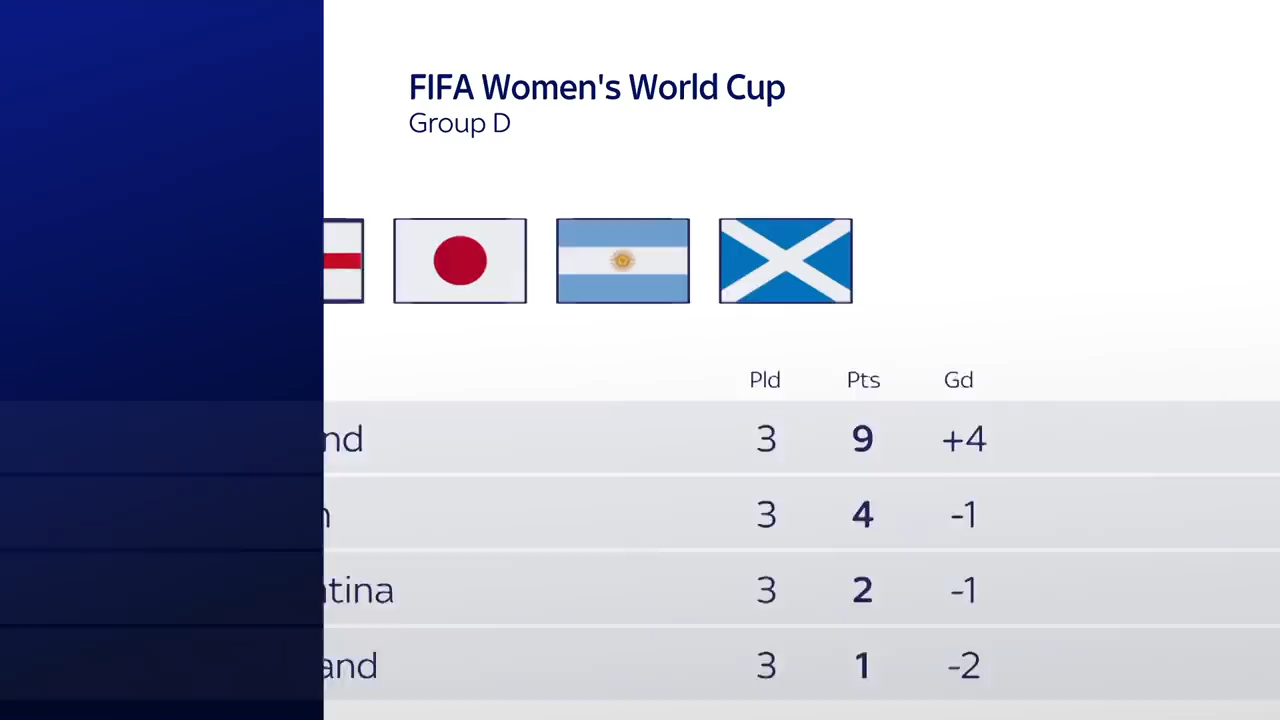 FIFA Women's World Cup
Group D
Pld Pts Gd
nd 3 9 +4
3 4 -1
tina 3 2 -1
and 3 1 -2